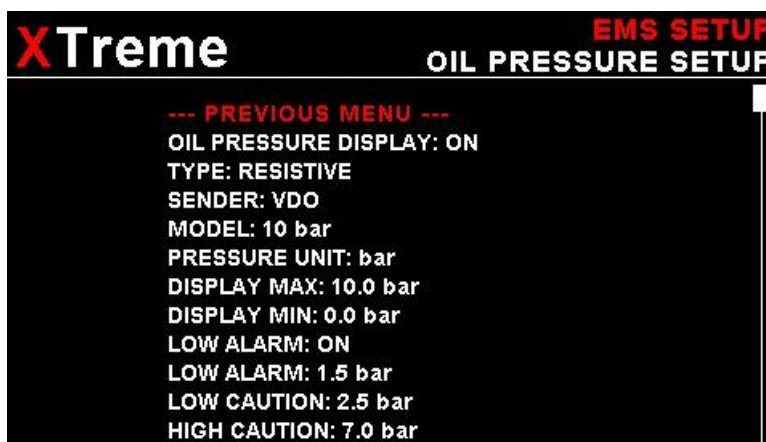 XTreme
EMS SETUP
OIL PRESSURE SETUP
--- PREVIOUS MENU ---
OIL PRESSURE DISPLAY: ON
TYPE: RESISTIVE
SENDER: VDO
MODEL: 10 bar
PRESSURE UNIT: bar
DISPLAY MAX: 10.0 bar
DISPLAY MIN: 0.0 bar
LOW ALARM: ON
LOW ALARM: 1.5 bar
LOW CAUTION: 2.5 bar
HIGH CAUTION: 7.0 bar